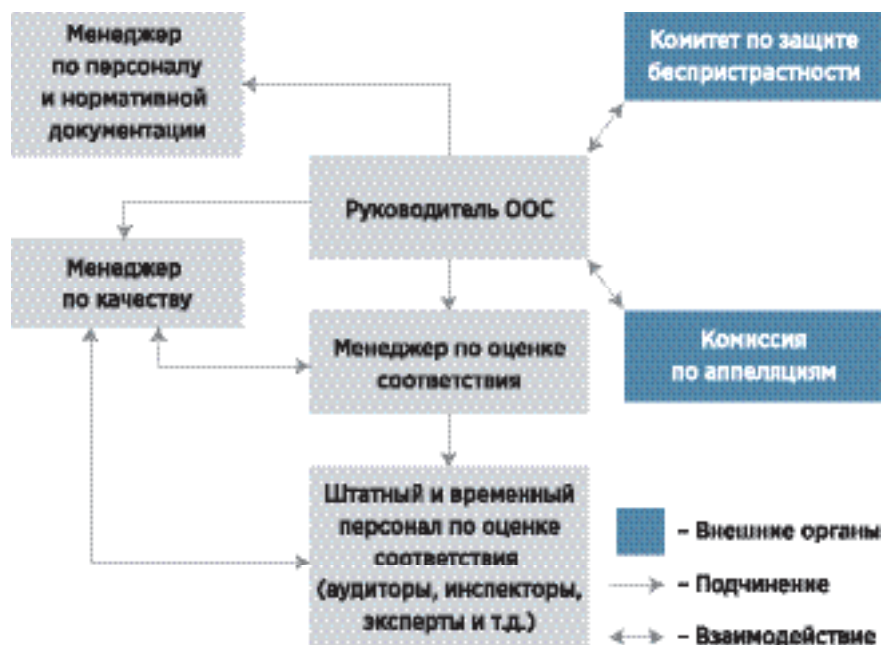 Менеджер
по персоналу
и нормативной
документации
Комитет по защите
беспристрастности
Руководитель ООС
Менеджер
по качеству
Менеджер по оценке
соответствия
Комиссия
по аппеляциям
Штатный и временный
персонал по оценке
соответствия
(аудиторы, инспекторы,
эксперты и т.д.)
– Внешние органы
– Подчинение
– Взаимодействие